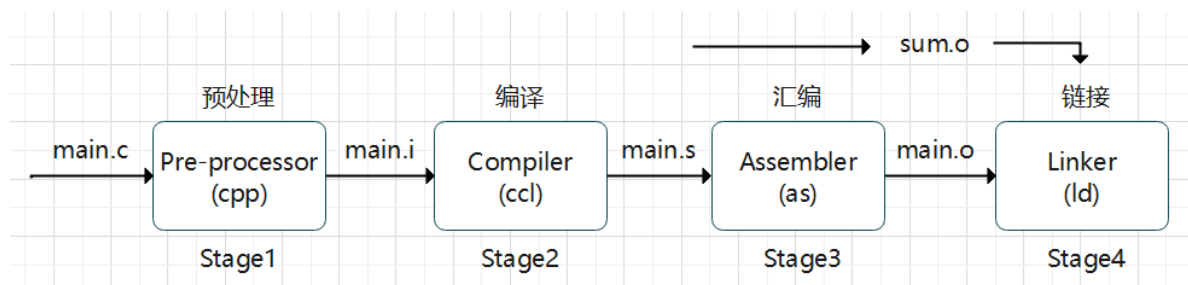 sum.o
预处理
编译
汇编
链接
main.c
Pre-processor
(cpp)
main.i
Compiler
(ccl)
main.s
Assembler
(as)
main.o
Linker
(ld)
Stage1
Stage2
Stage3
Stage4